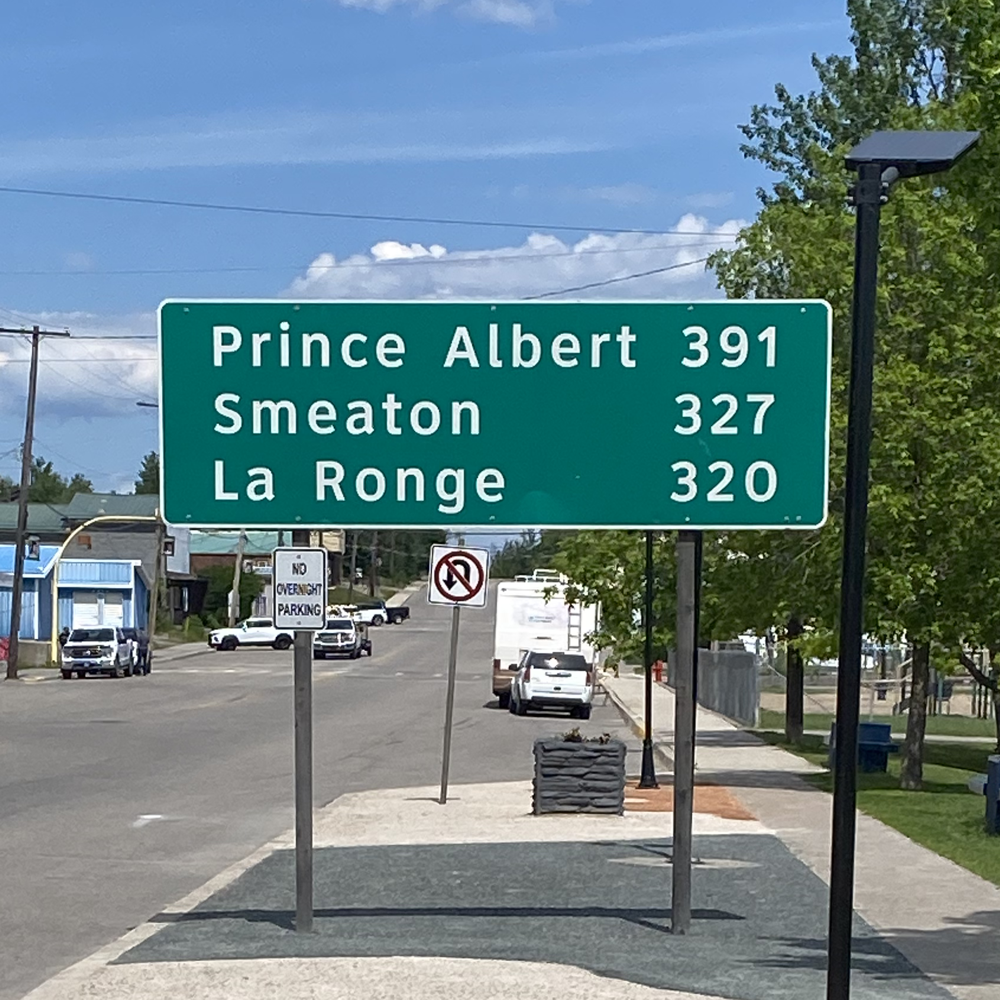 Prince Albert 391
Smeaton 327
La Ronge 320
NO
OVERNIGHT
PARKING